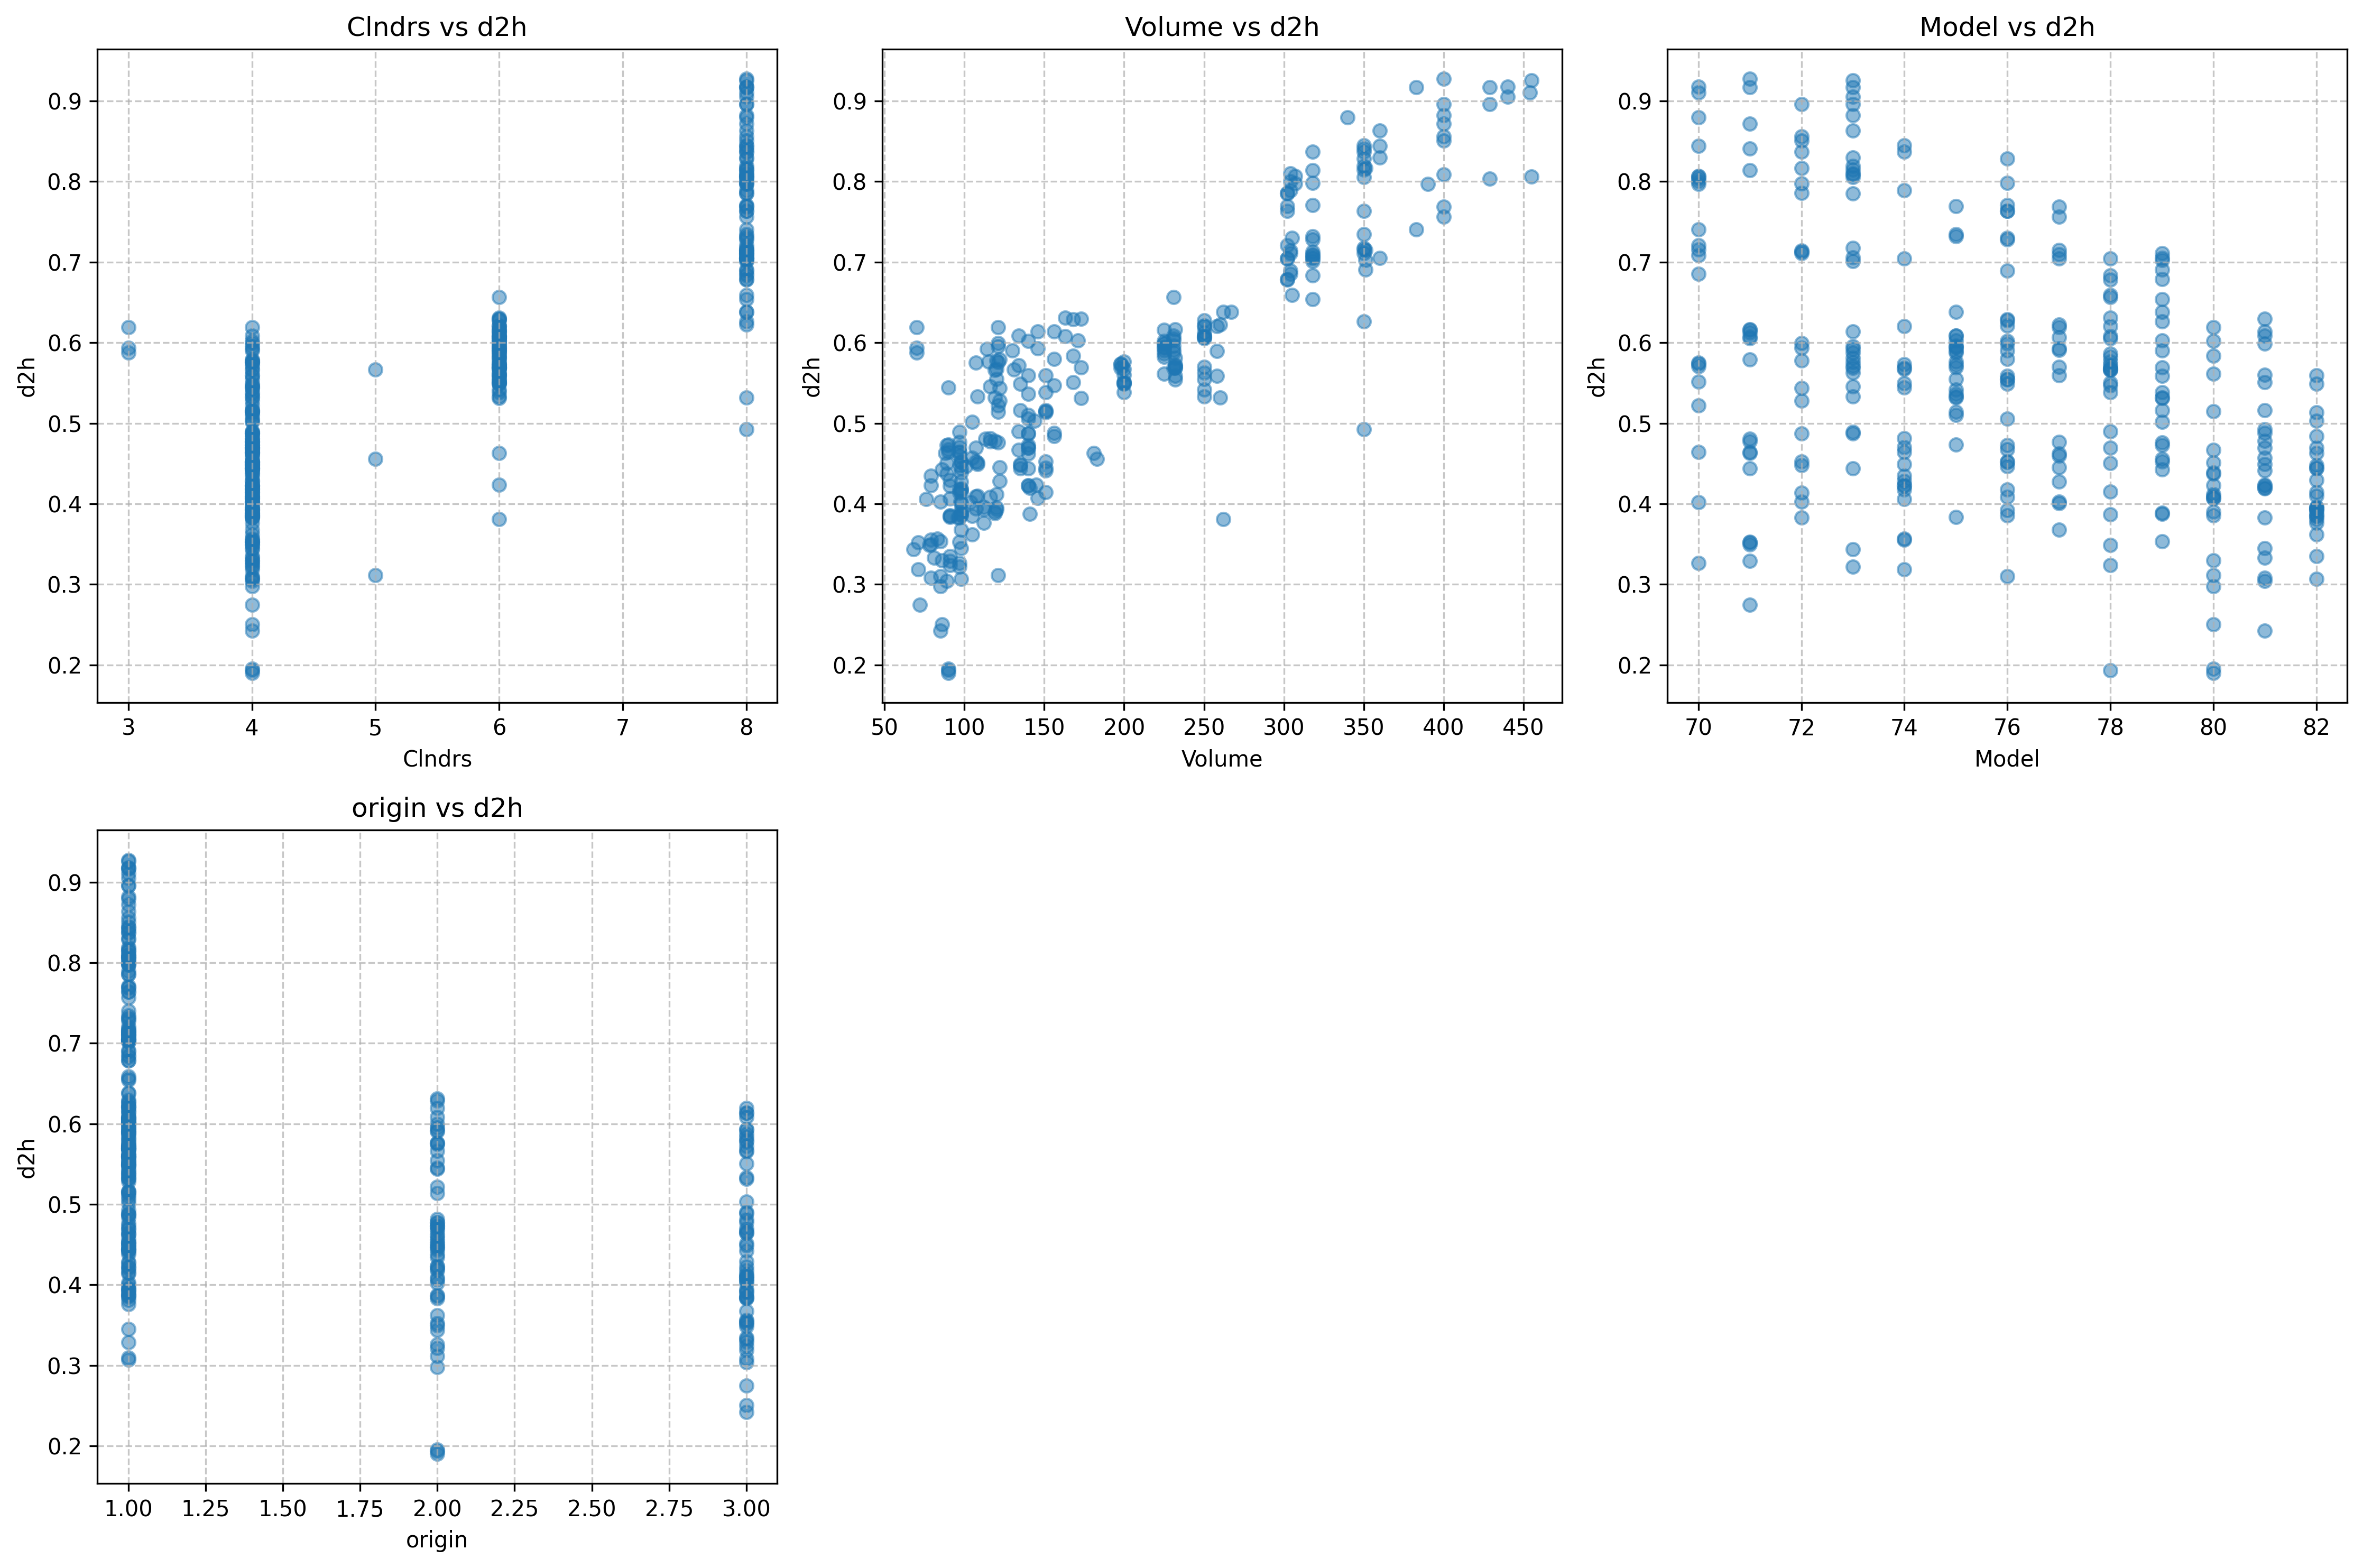 Clndrs vs d2h
d2h
0.9
0.8
0.7
0.6
0.5
0.4
0.3
0.2
3 4 5 6 7 8
Clndrs
Volume vs d2h
d2h
0.9
0.8
0.7
0.6
0.5
0.4
0.3
0.2
50 100 150 200 250 300 350 400 450
Volume
Model vs d2h
d2h
0.9
0.8
0.7
0.6
0.5
0.4
0.3
0.2
70 72 74 76 78 80 82
Model
origin vs d2h
d2h
0.9
0.8
0.7
0.6
0.5
0.4
0.3
0.2
1.00 1.25 1.50 1.75 2.00 2.25 2.50 2.75 3.00
origin